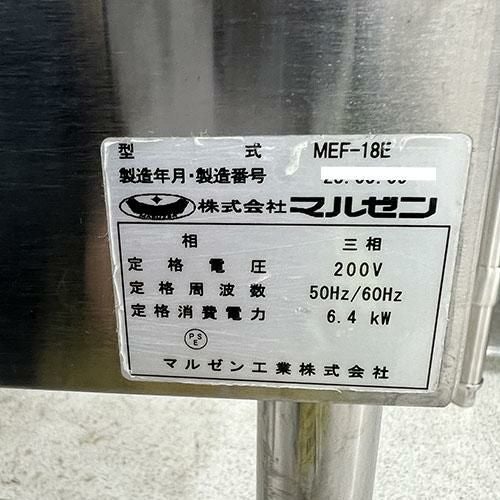 型式 MEF-18E
製造年月・製造番号
株式会社マルゼン
相 三相
定格電圧 200V
定格周波数 50Hz/60Hz
定格消費電力 6.4 kW
PSE
マルゼン工業株式会社